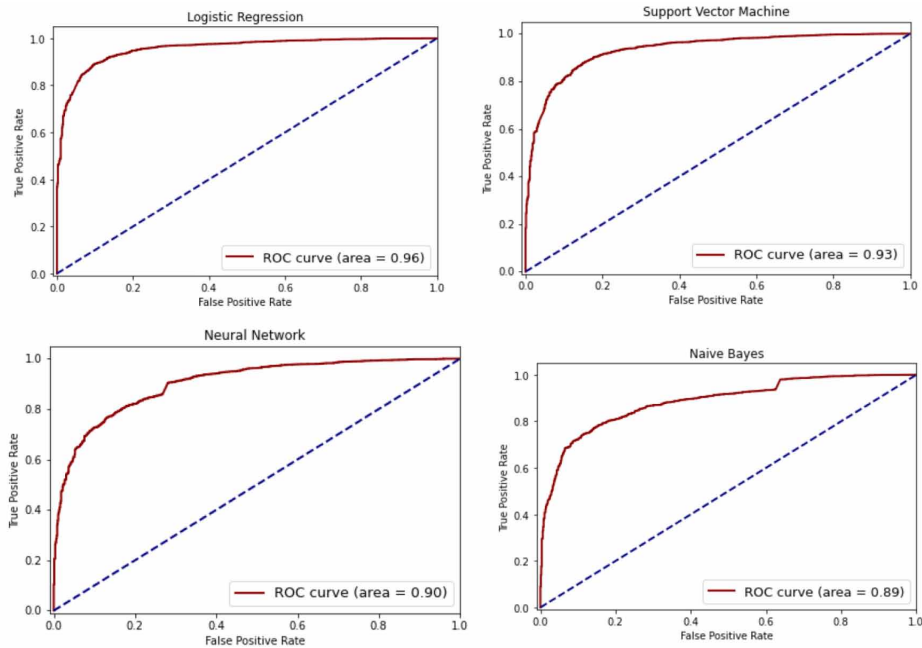 Logistic Regression
1.0
0.8
0.6
0.4
0.2
0.0
True Positive Rate
ROC curve (area = 0.96)
0.0 0.2 0.4 0.6 0.8 1.0
False Positive Rate
Support Vector Machine
1.0
0.8
0.6
0.4
0.2
0.0
True Positive Rate
ROC curve (area = 0.93)
0.0 0.2 0.4 0.6 0.8 1.0
False Positive Rate
Neural Network
1.0
0.8
0.6
0.4
0.2
0.0
True Positive Rate
ROC curve (area = 0.90)
0.0 0.2 0.4 0.6 0.8 1.0
False Positive Rate
Naive Bayes
1.0
0.8
0.6
0.4
0.2
0.0
True Positive Rate
ROC curve (area = 0.89)
0.0 0.2 0.4 0.6 0.8 1.0
False Positive Rate